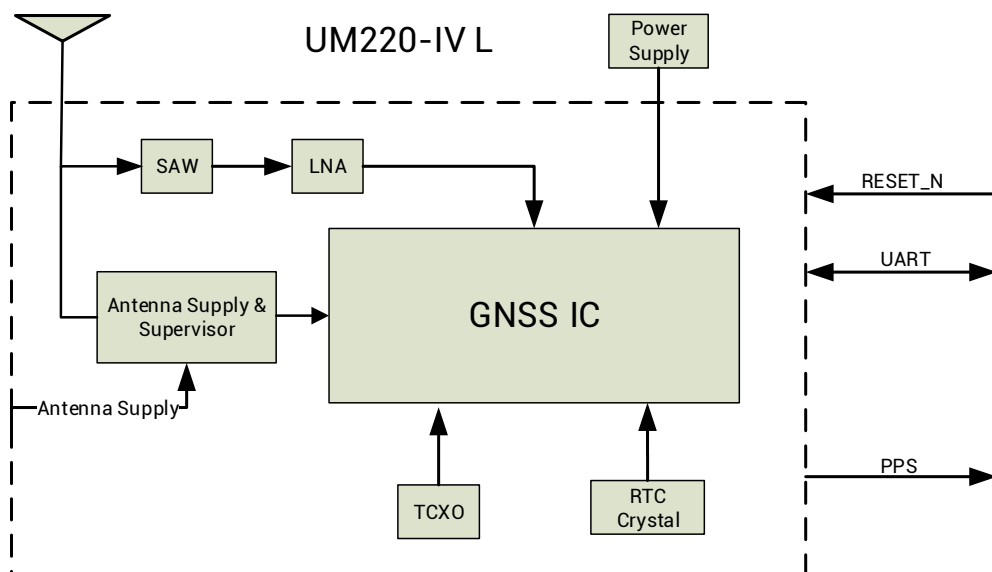 UM220-IV L
Power
Supply
SAW
LNA
RESET_N
UART
Antenna Supply &
Supervisor
GNSS IC
Antenna Supply
PPS
TCXO
RTC
Crystal